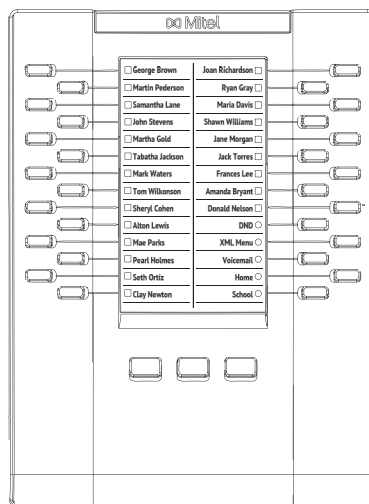 Mitel
George Brown
Martin Pederson
Samantha Lane
John Stevens
Martha Gold
Tabatha Jackson
Mark Waters
Tom Wilkonson
Sheryl Cohen
Alton Lewis
Mae Parks
Pearl Holmes
Seth Ortiz
Clay Newton
Joan Richardson
Ryan Gray
Maria Davis
Shawn Williams
Jane Morgan
Jack Torres
Frances Lee
Amanda Bryant
Donald Nelson
DND
XML Menu
Voicemail
Home
School